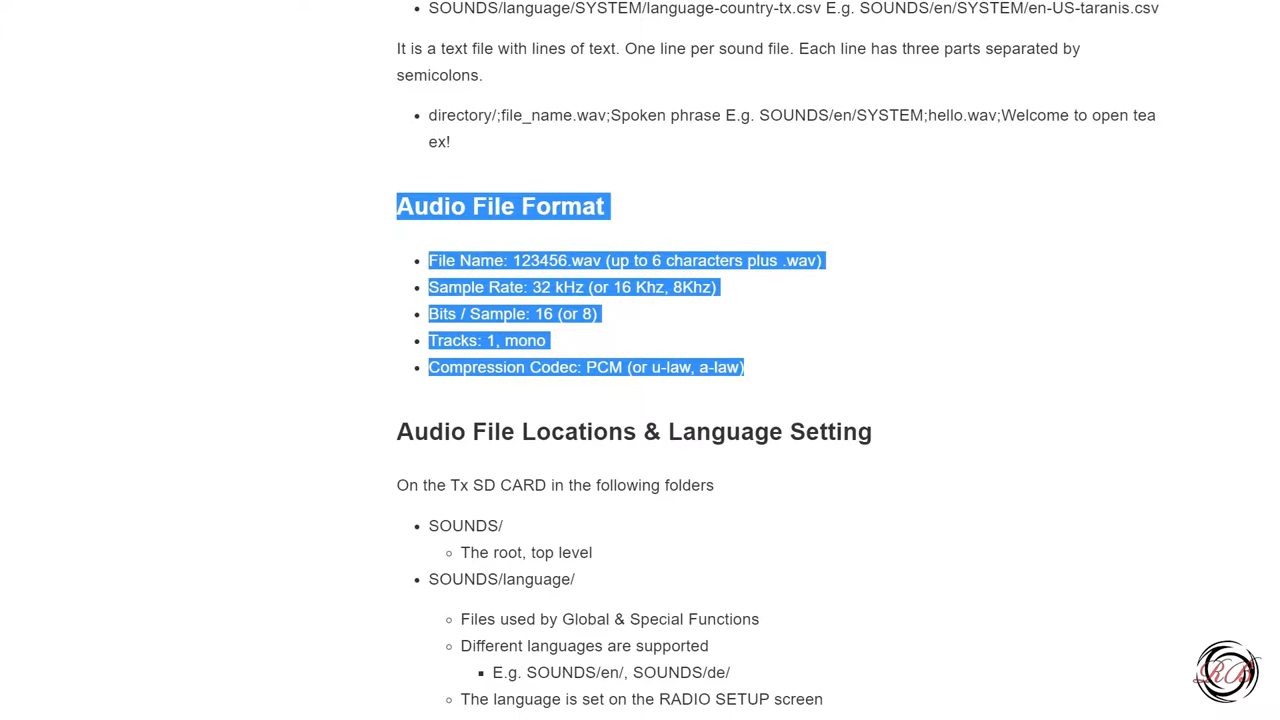 SOUNDS/language/SYSTEM/language-country-tx.csv E.g. SOUNDS/en/SYSTEM/en-US-taranis.csv
It is a text file with lines of text. One line per sound file. Each line has three parts separated by
semicolons.
directory/;file_name.wav;Spoken phrase E.g. SOUNDS/en/SYSTEM;hello.wav;Welcome to open tea
ex!
Audio File Format
File Name: 123456.wav (up to 6 characters plus .wav)
Sample Rate: 32 kHz (or 16 Khz, 8Khz)
Bits / Sample: 16 (or 8)
Tracks: 1, mono
Compression Codec: PCM (or u-law, a-law)
Audio File Locations & Language Setting
On the Tx SD CARD in the following folders
SOUNDS/
The root, top level
SOUNDS/language/
Files used by Global & Special Functions
Different languages are supported
E.g. SOUNDS/en/, SOUNDS/de/
The language is set on the RADIO SETUP screen
RB